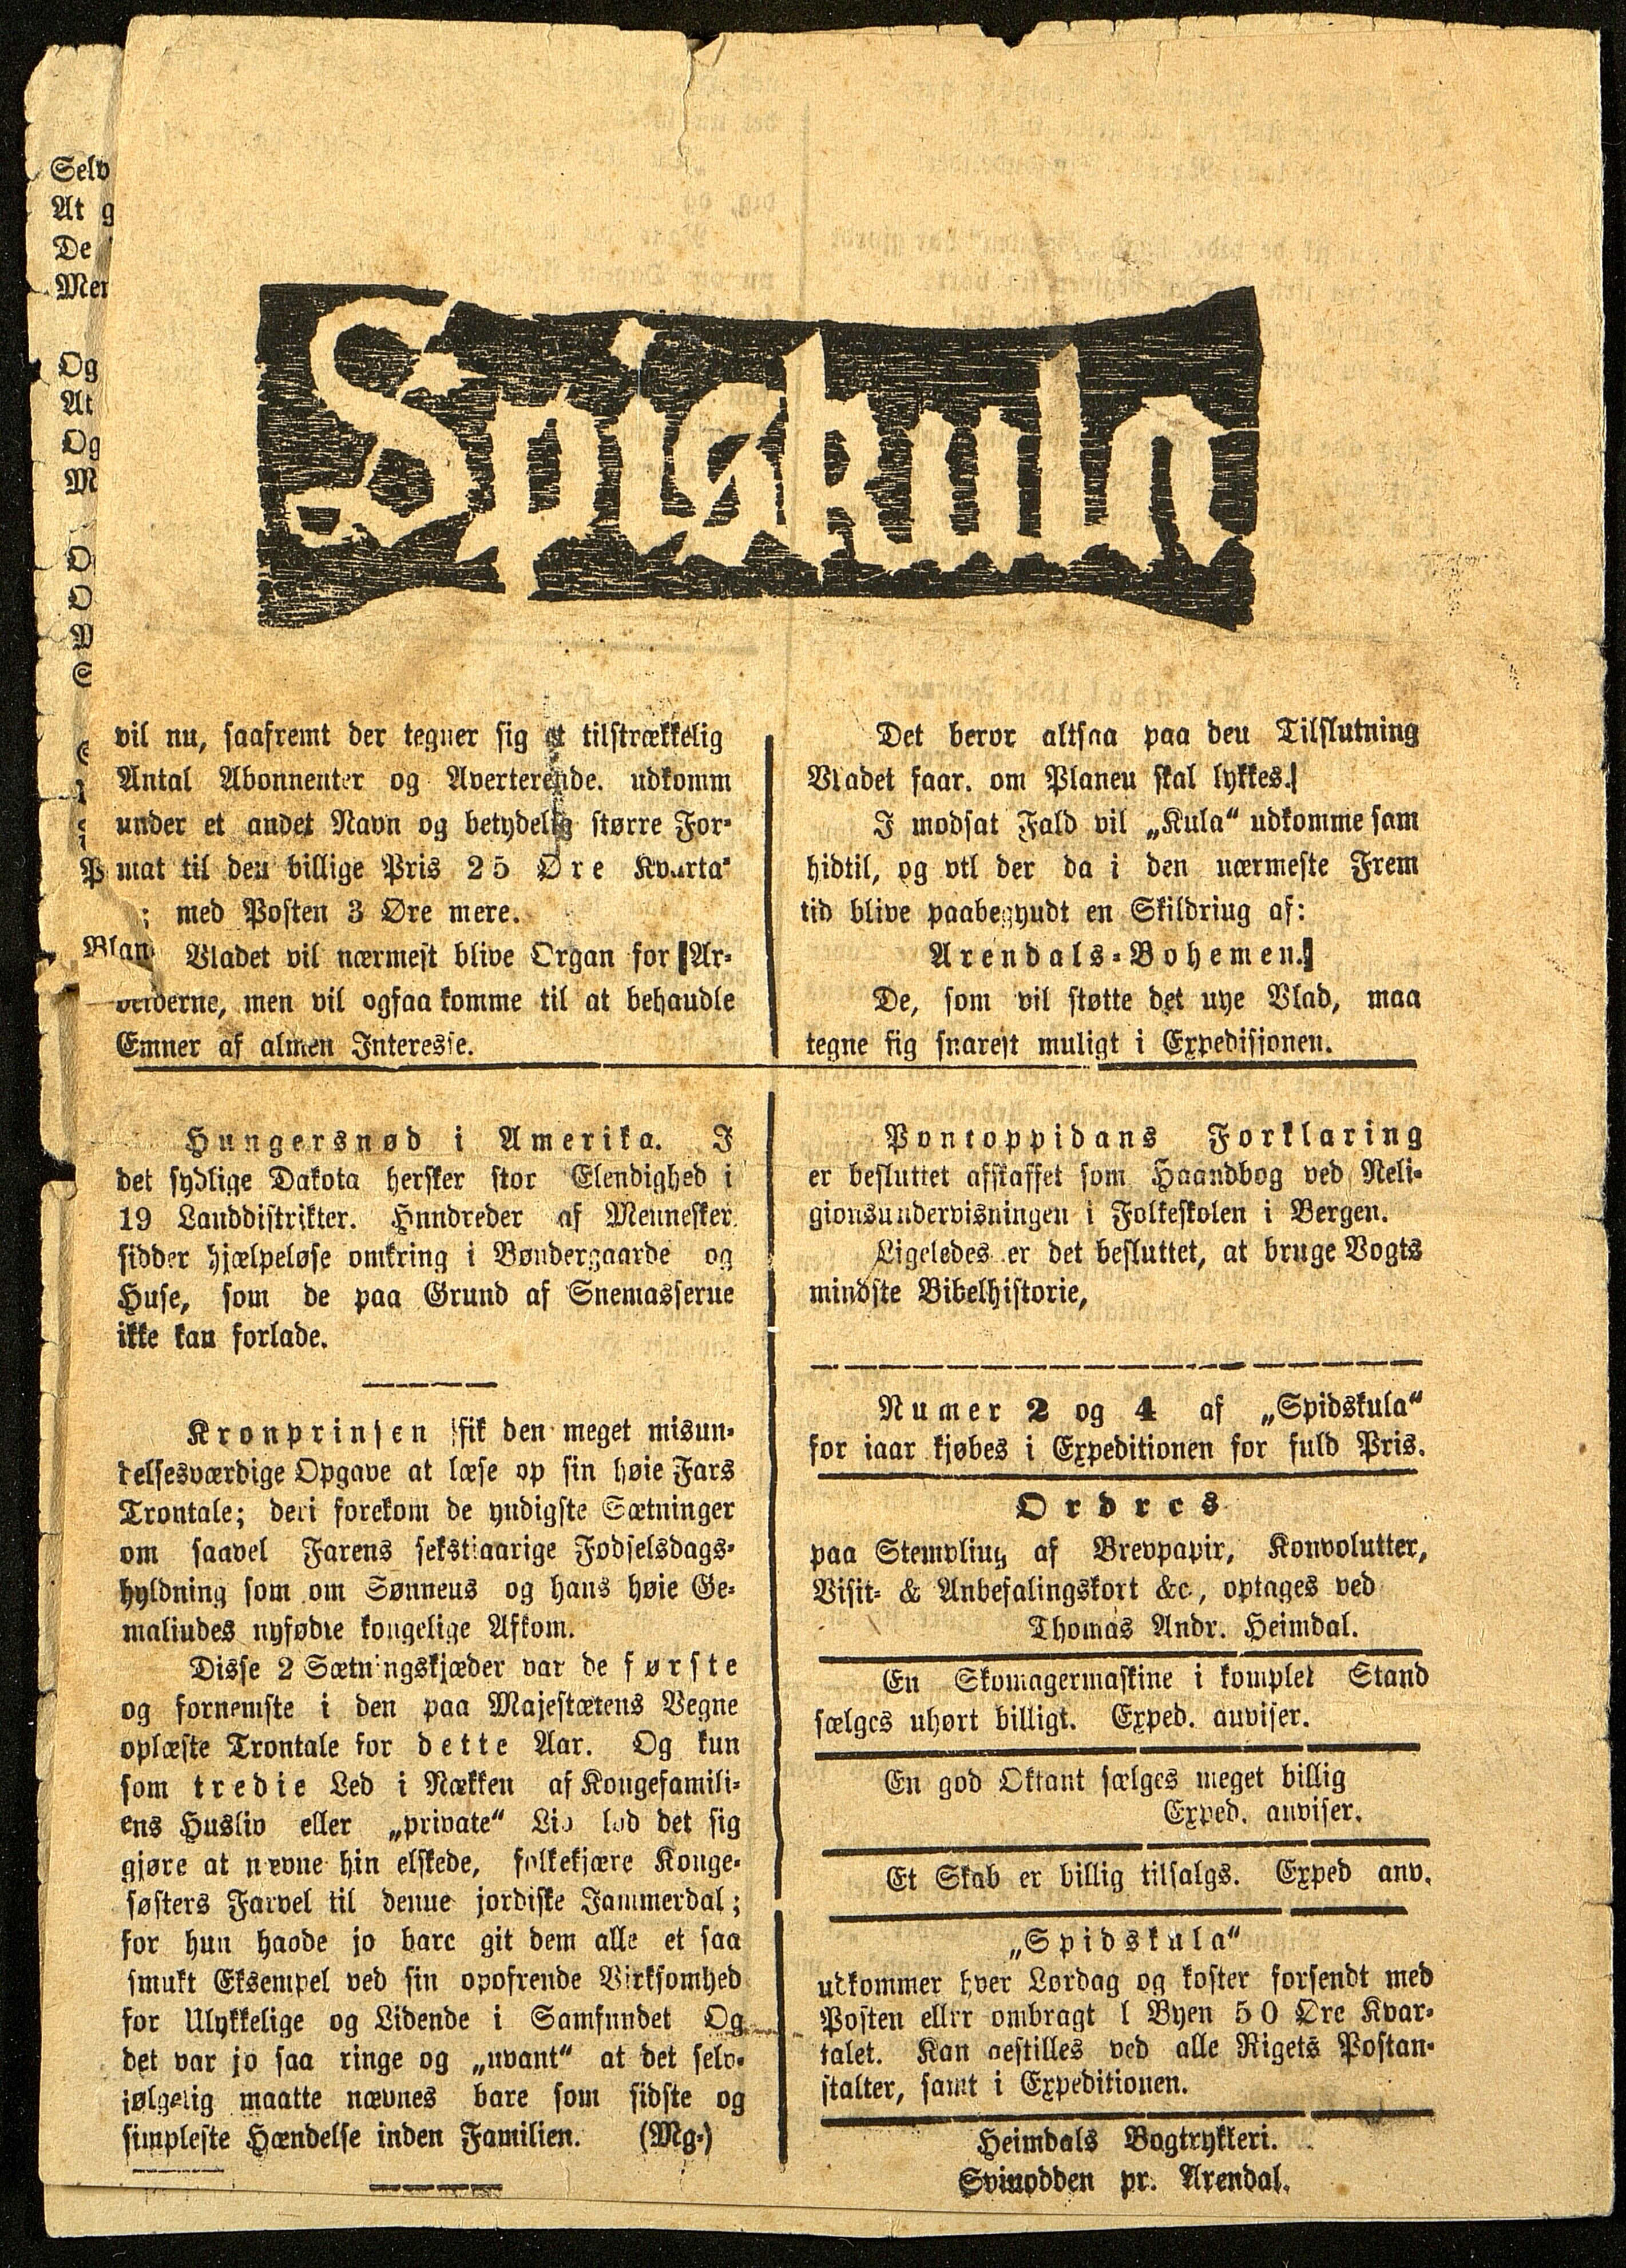 Selv
At g
De
Men
Og
At
Og
M
O
O
M
S
Spidskula
vil nu, saafremt der tegner sig et tilstrækkelig
Antal Abonnenter og Averterende. udkomm
under et andet Navn og betydelig større For-
mat til den billige Pris 25 Øre Kvarta-
; med Posten 3 Øre mere.
Bladet vil nærmest blive Organ for Ar-
beiderne, men vil ogsaa komme til at behandle
Emner af almen Interesse.
Hungersnød i Amerika. I
det sydlige Dakota hersker stor Elendighed i
19 Landdistrikter. Hnndreder af Mennesker
sidder hjælpeløse omkring i Bøndergaarde og
Huse, som de paa Grund af Snemasserne
ikke kan forlade.
Kronprinsen fik den meget misun-
delsesværdige Opgave at læse op sin høie Fars
Trontale; deri forekom de yndigste Sætninger
om saavel Farens sekstiaarige Fødselsdags-
hyldning som om Sønnens og hans høie Ge-
malindes nyfødte kongelige Afkom.
Disse 2 Sætningskjæder var de første
og fornemste i den paa Majestætens Vegne
oplæste Trontale for dette Aar. Og kun
som tredie Led i Rækken af Kongefamili-
ens Husliv eller „private“ Liv lod det sig
gjøre at nævne hin elskede, folkekjære Konge-
søsters Farvel til denne jordiske Jammerdal;
for hun havde jo bare git dem alle et saa
smukt Eksempel ved sin opofrende Virksomhed
for Ulykkelige og Lidende i Samfnndet Og
det var jo saa ringe og „uvant“ at det selv-
følgelig maatte nævnes bare som sidste og
simpleste Hændelse inden Familien. (Mg.)
Det beror altsaa paa den Tilslutning
Bladet faar. om Planen skal lykkes.
I modsat Fald vil „Kula“ udkomme sam
hidtil, og vtl der da i den nærmeste Frem
tid blive paabegyndt en Skildring af:
Arendals-Bohemen.
De, som vil støtte det nye Blad, maa
tegne sig snarest muligt i Expedisionen.
Pontoppidans Forklaring
er besluttet afskaffet som Haandbog ved Reli-
gionsundervisningen i Folkeskolen i Bergen.
Ligeledes er det besluttet, at bruge Vogts
mindste Bibelhistorie,
Numer 2 og 4 af „Spidskula“
for iaar kjøbes i Expeditionen for fuld Pris.
Ordres
paa Stempling af Brevpapir, Konvolutter,
Visit- & Anbefalingskort &c, optages ved
Thomas Andr. Heimdal.
En Skomagermaskine i komplet Stand
sælges uhørt billigt. Exped. anviser.
En god Oktant sælges meget billig
Exped. anviser.
Et Skab er billig tilsalgs. Exped anv.
„Spidskula“
udkommer hver Lørdag og koster forsendt med
Posten ellrr ombragt l Byen 50 Øre Kvar-
talet. Kan aestilles ved alle Rigets Postan-
stalter, samt i Expeditionen.
Heimdals Bogtrykkeri.
Svinodden pr. Arendal.